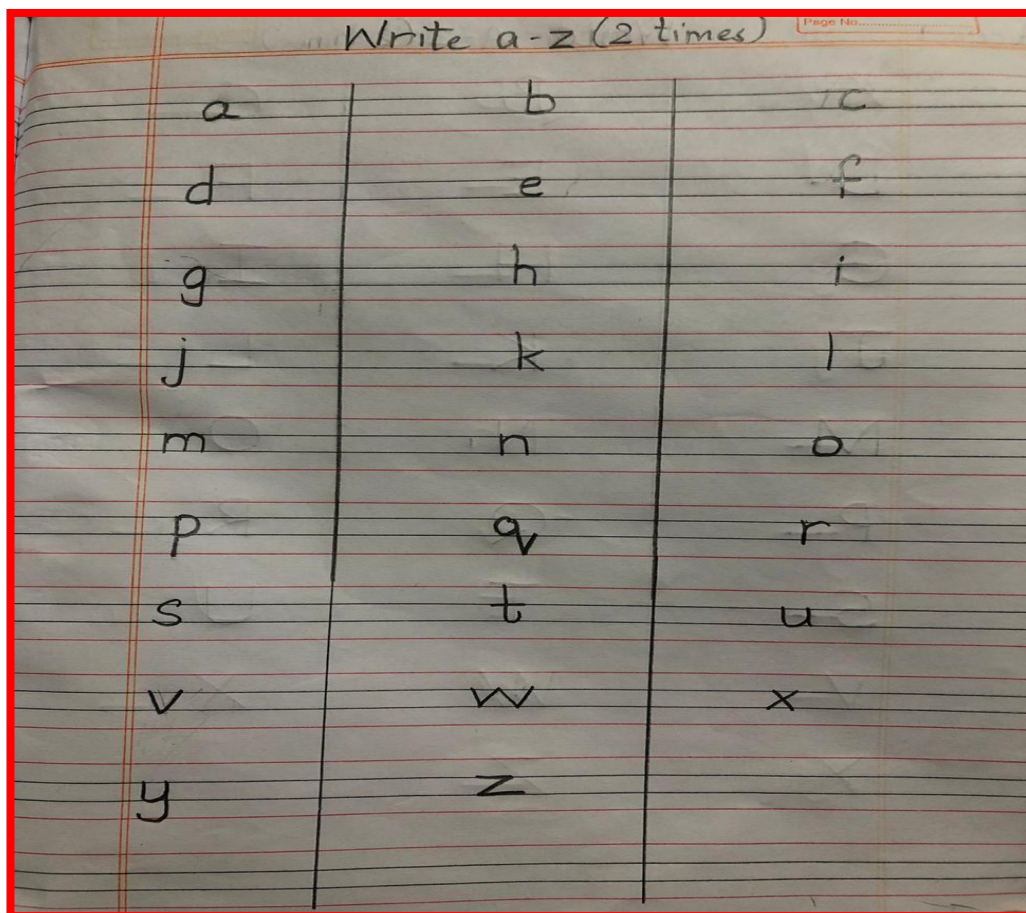 Page No..............
Write a-z (2 times)
a b c
d e f
g h i
j k l
m n o
p q r
s t u
v w x
y z